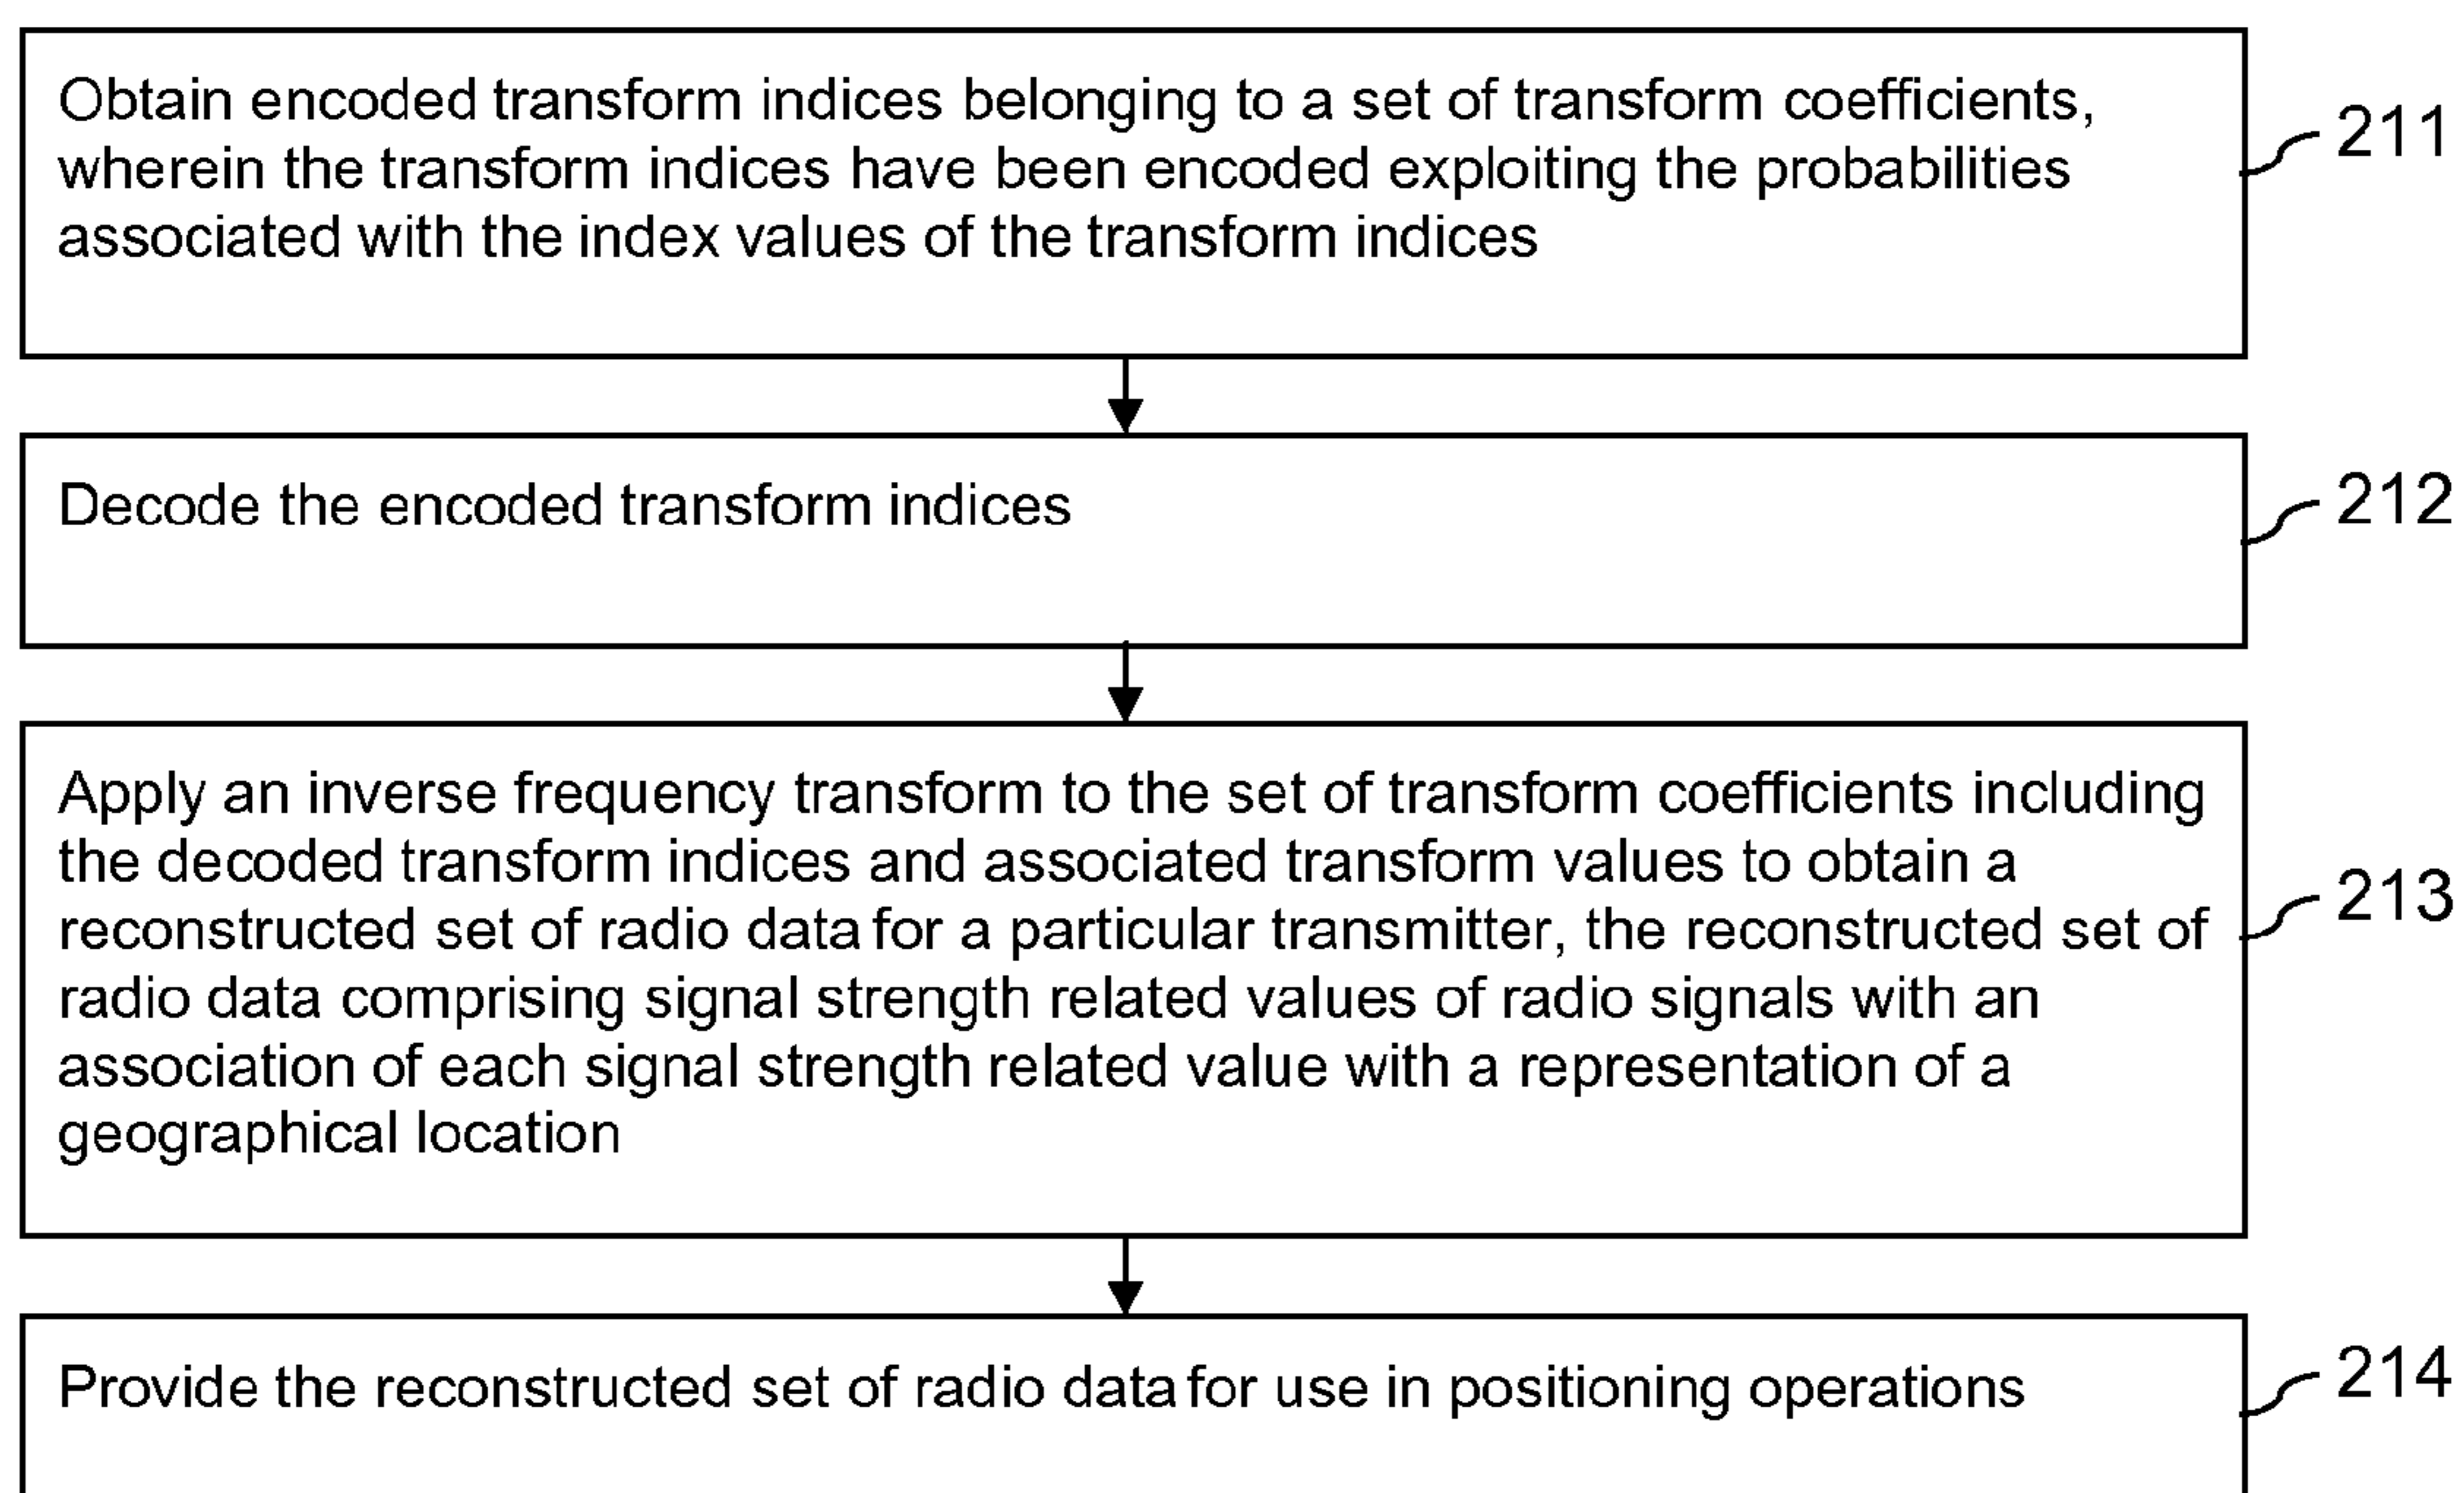 Obtain encoded transform indices belonging to a set of transform coefficients,
wherein the transform indices have been encoded exploiting the probabilities
associated with the index values of the transform indices
211
Decode the encoded transform indices
212
Apply an inverse frequency transform to the set of transform coefficients including
the decoded transform indices and associated transform values to obtain a
reconstructed set of radio data for a particular transmitter, the reconstructed set of
radio data comprising signal strength related values of radio signals with an
association of each signal strength related value with a representation of a
geographical location
213
Provide the reconstructed set of radio data for use in positioning operations
214